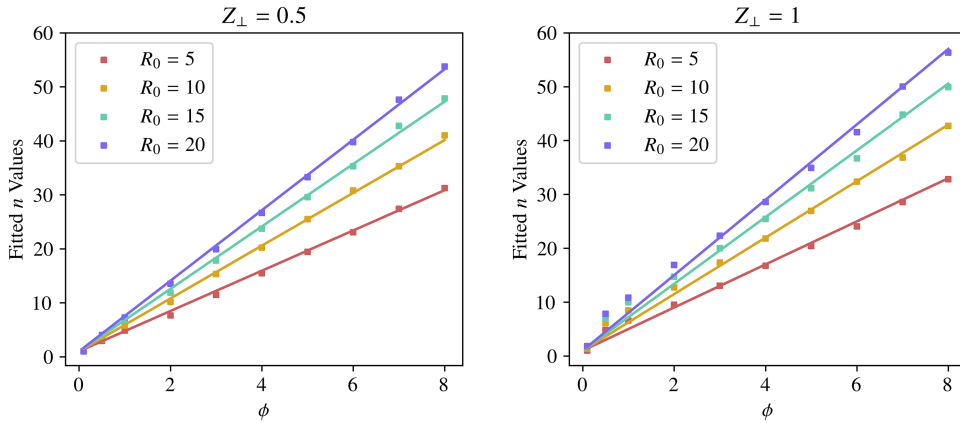 Z⊥ = 0.5
60
50
40
30
20
10
0
Fitted n Values
R₀ = 5
R₀ = 10
R₀ = 15
R₀ = 20
0 2 4 6 8
ϕ
Z⊥ = 1
60
50
40
30
20
10
0
Fitted n Values
R₀ = 5
R₀ = 10
R₀ = 15
R₀ = 20
0 2 4 6 8
ϕ